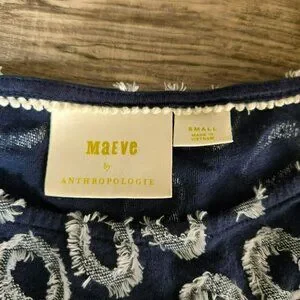 MAEVE
by
ANTHROPOLOGIE
SMALL
MADE IN
VIETNAM